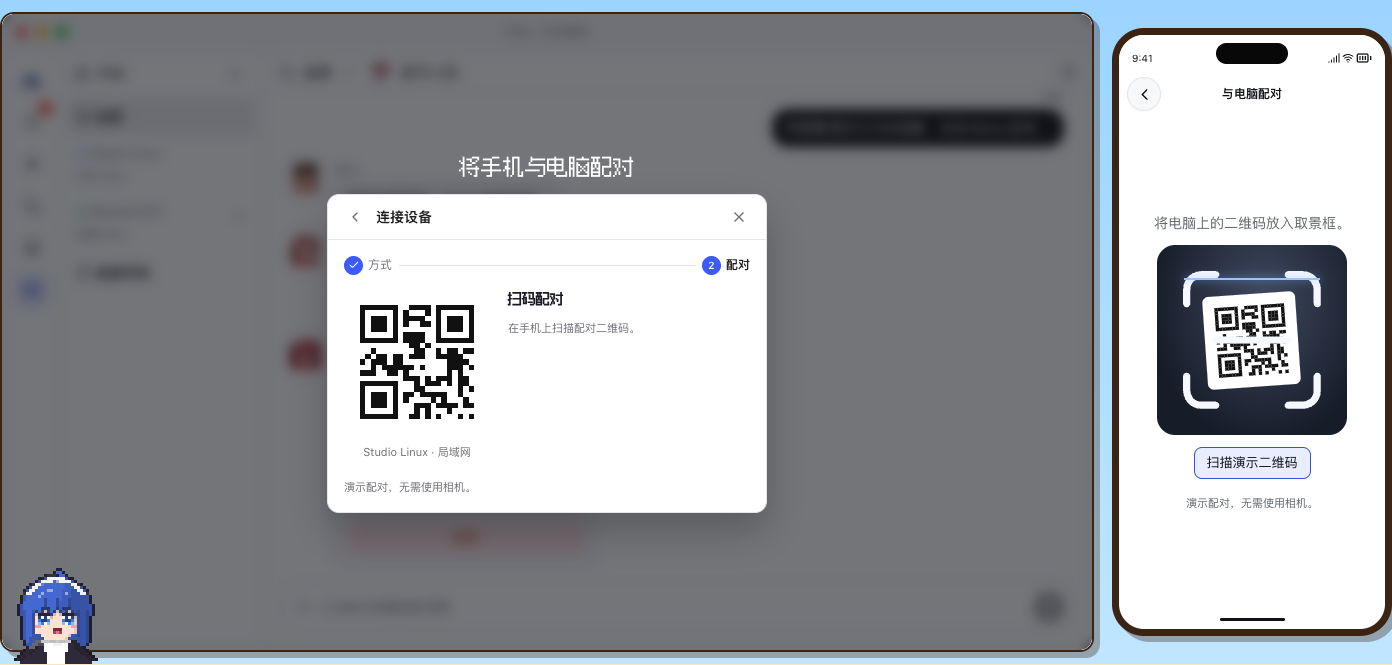 将手机与电脑配对
连接设备
方式
2 配对
扫码配对
在手机上扫描配对二维码。
Studio Linux · 局域网
演示配对，无需使用相机。
9:41
与电脑配对
将电脑上的二维码放入取景框。
扫描演示二维码
演示配对，无需使用相机。